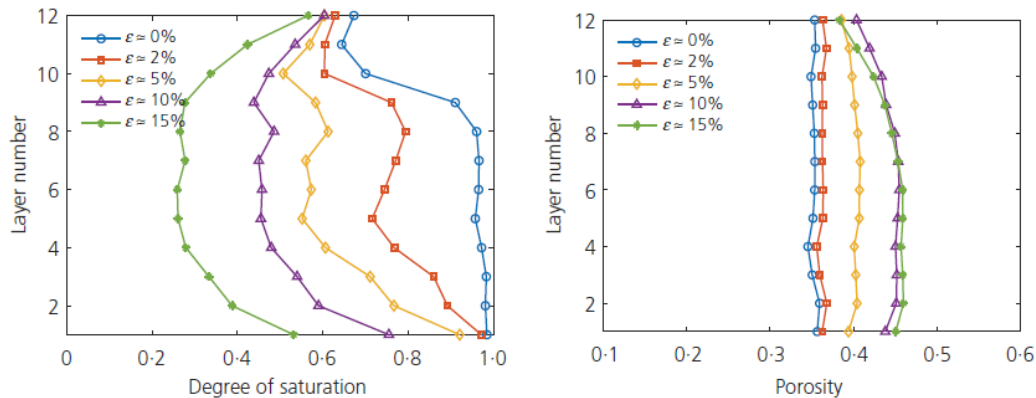 12
10
8
6
4
2
Layer number
ε ≃ 0%
ε ≃ 2%
ε ≃ 5%
ε ≃ 10%
ε ≃ 15%
0
0·2
0·4
0·6
0·8
1·0
Degree of saturation
12
10
8
6
4
2
Layer number
ε ≃ 0%
ε ≃ 2%
ε ≃ 5%
ε ≃ 10%
ε ≃ 15%
0·1
0·2
0·3
0·4
0·5
0·6
Porosity